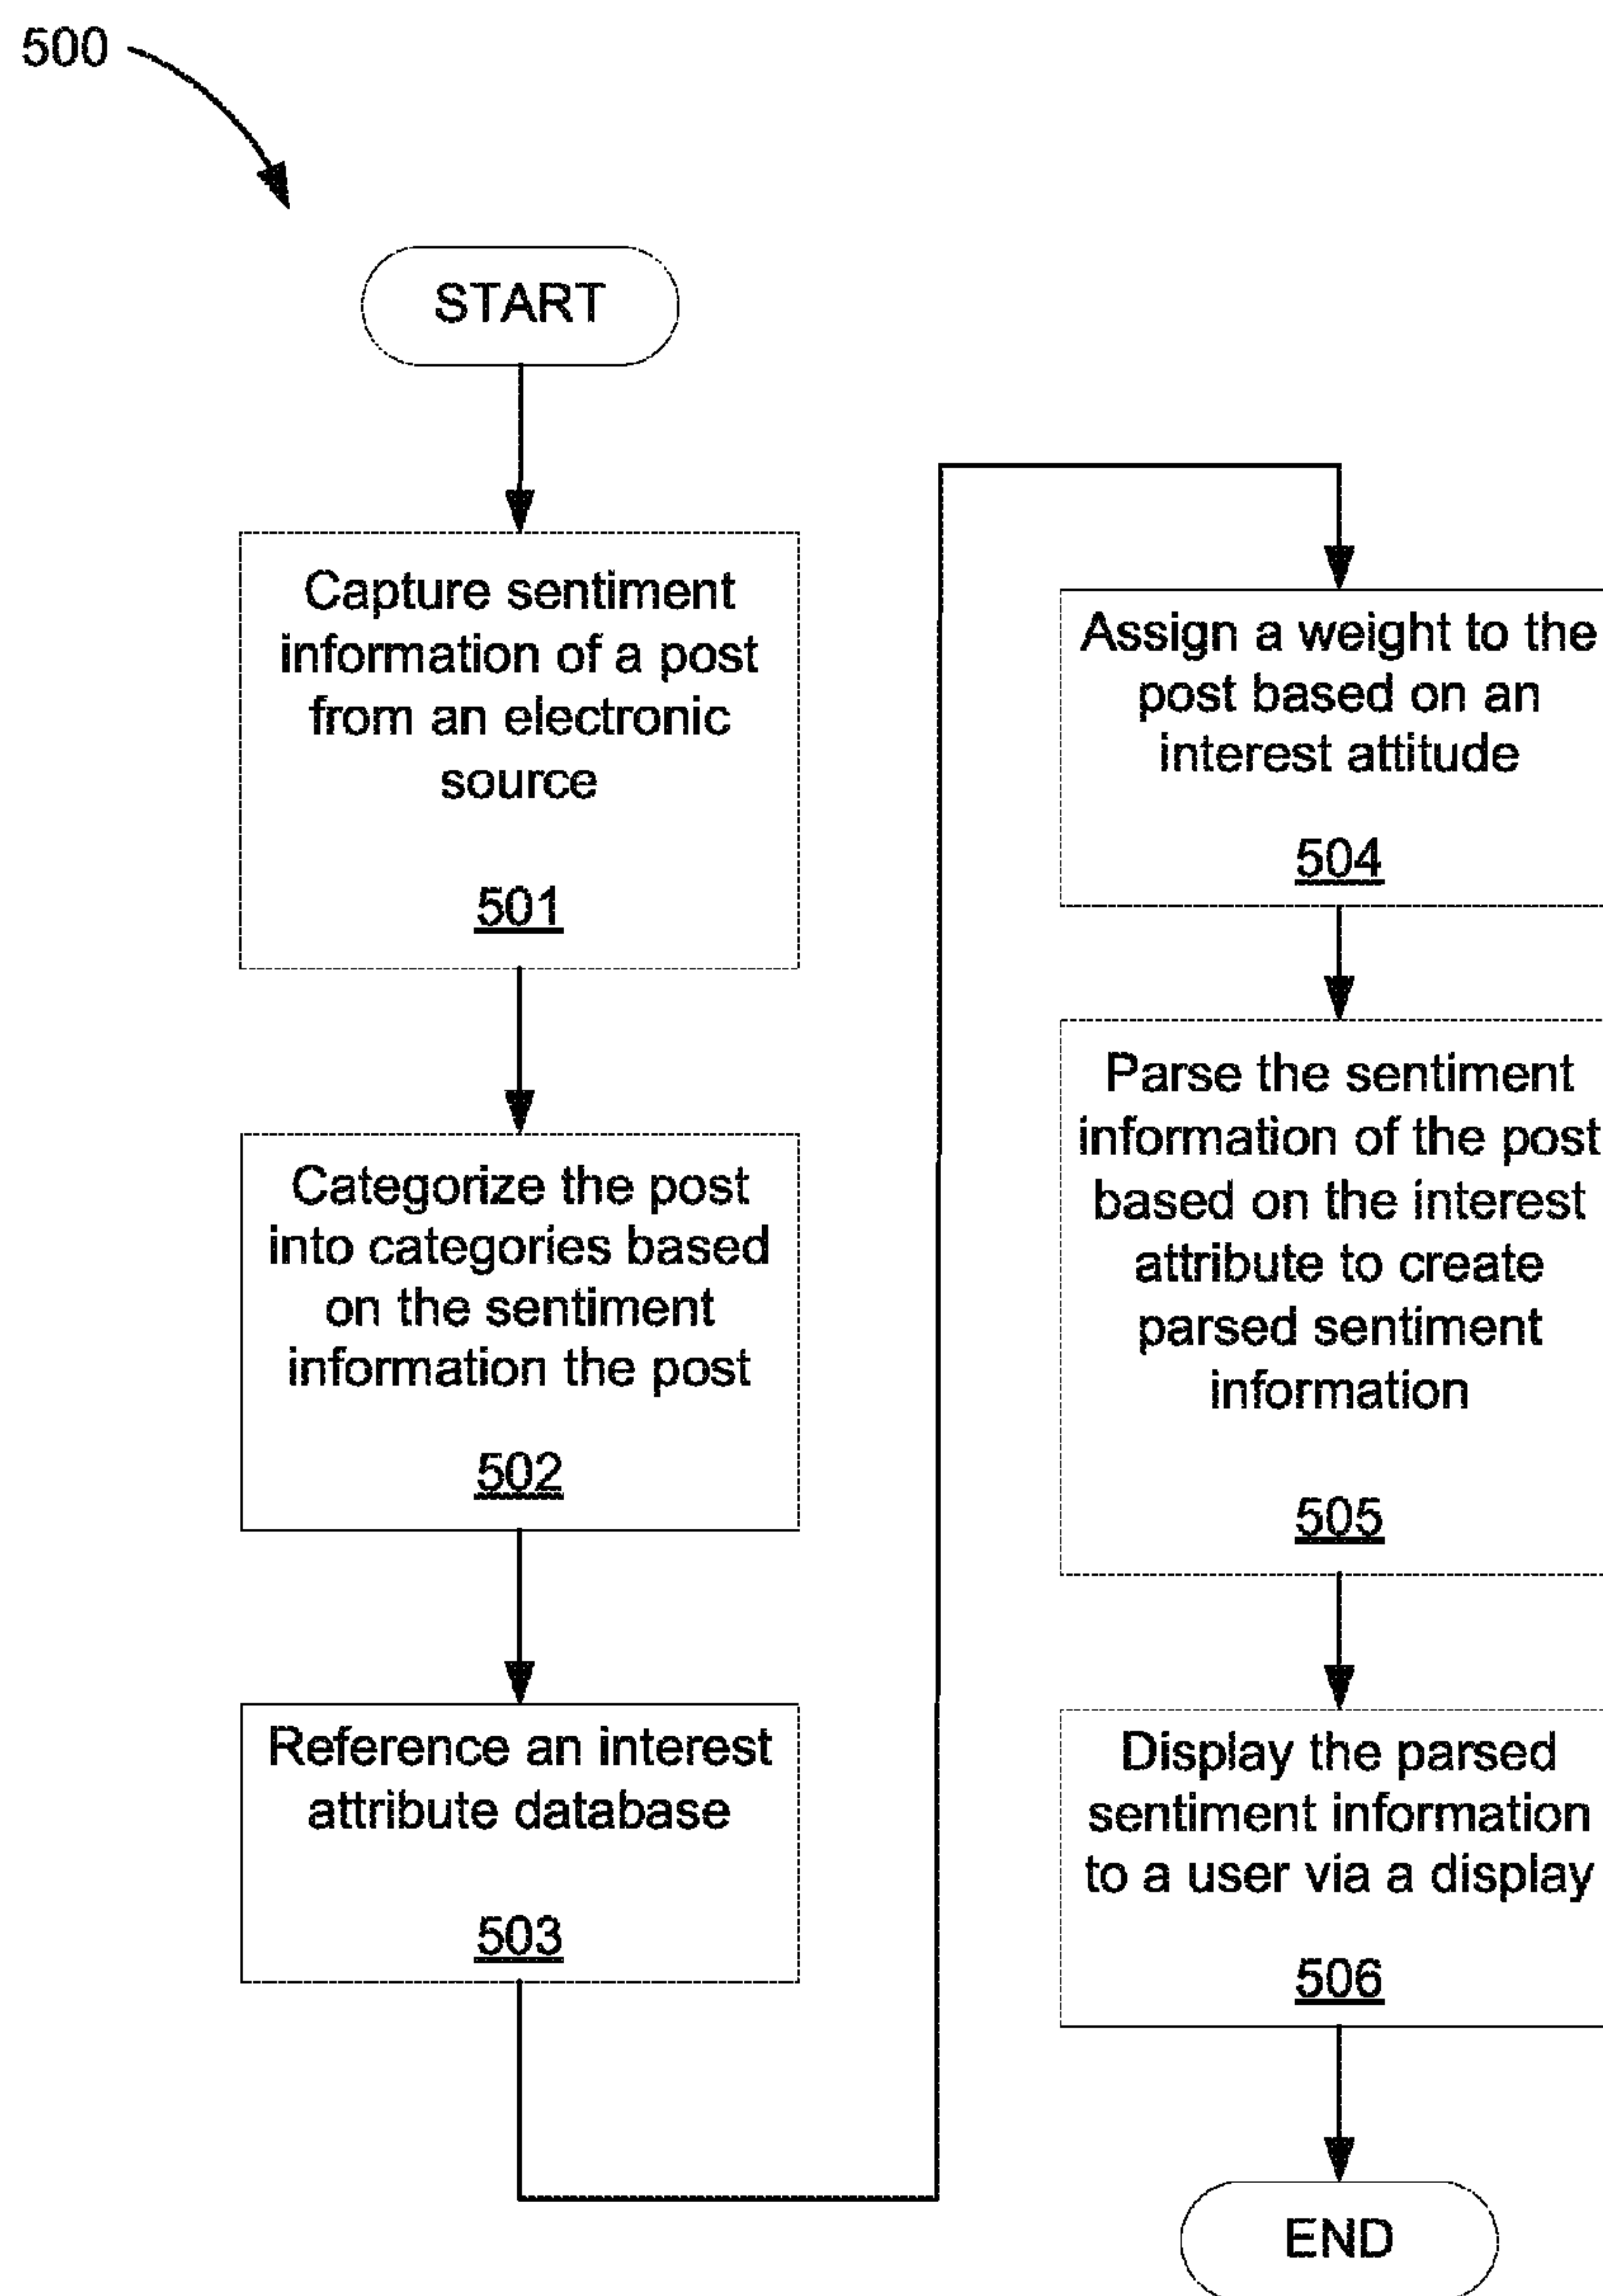 500
START
Capture sentiment
information of a post
from an electronic
source
501
Categorize the post
into categories based
on the sentiment
information the post
502
Reference an interest
attribute database
503
Assign a weight to the
post based on an
interest attitude
504
Parse the sentiment
information of the post
based on the interest
attribute to create
parsed sentiment
information
505
Display the parsed
sentiment information
to a user via a display
506
END